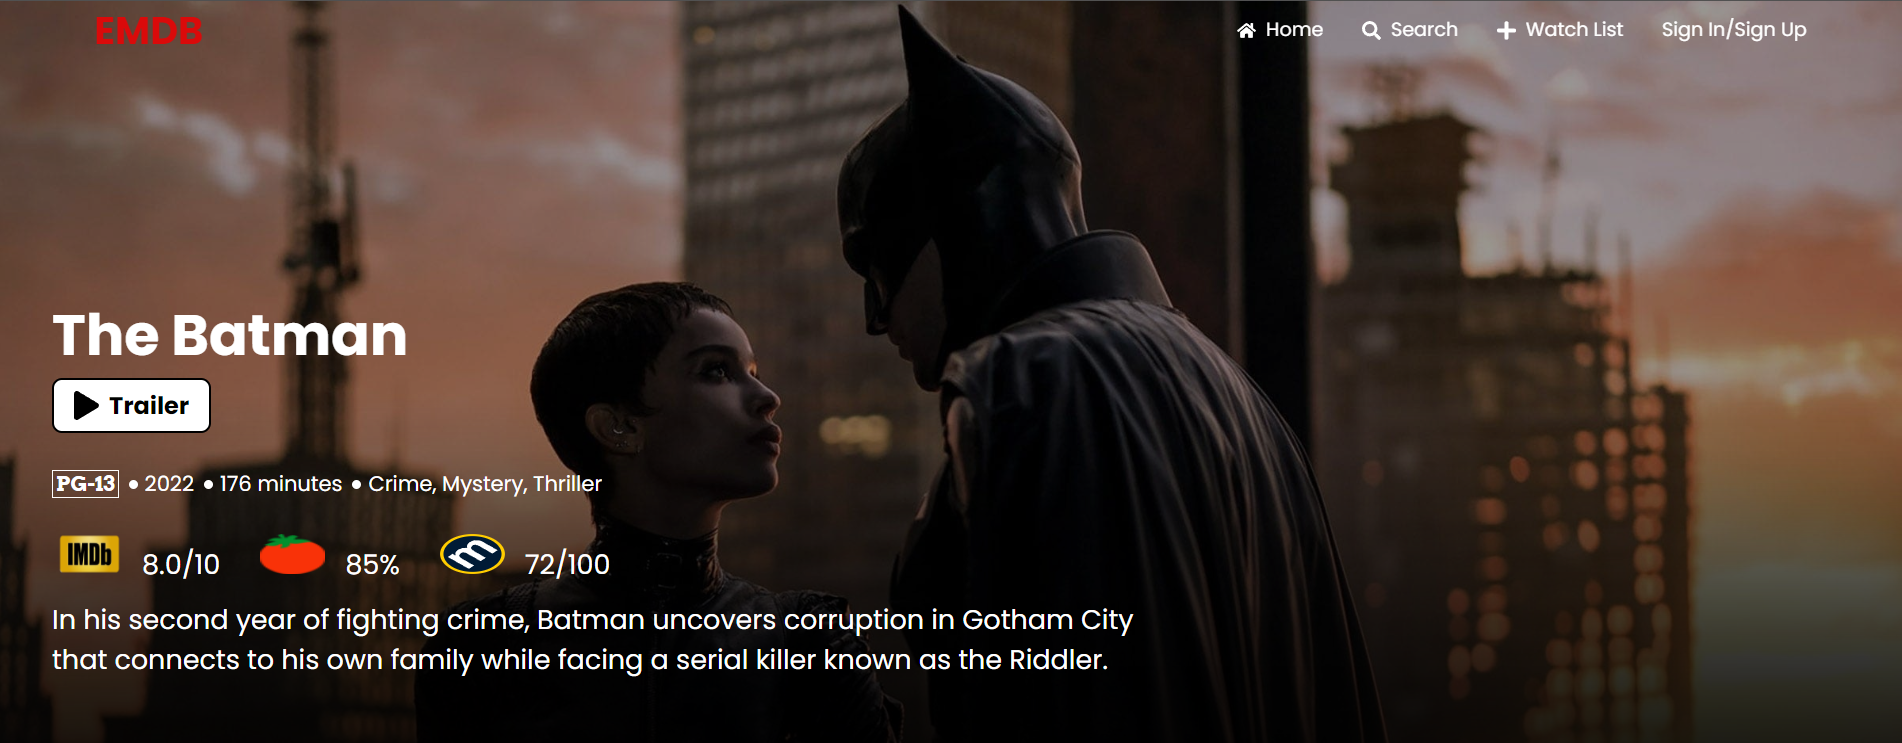 EMDB
Home Search Watch List Sign In/Sign Up
The Batman
Trailer
PG-13 • 2022 • 176 minutes • Crime, Mystery, Thriller
IMDb 8.0/10 85% m 72/100
In his second year of fighting crime, Batman uncovers corruption in Gotham City
that connects to his own family while facing a serial killer known as the Riddler.